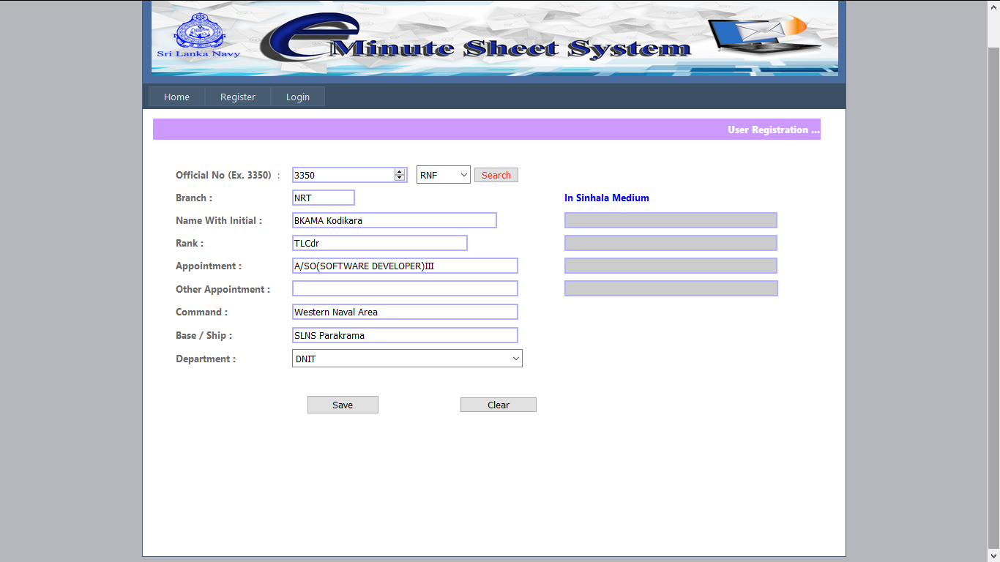 Sri Lanka Navy
e Minute Sheet System
Home Register Login
User Registration ...
Official No (Ex. 3350) : 3350 RNF Search
Branch : NRT In Sinhala Medium
Name With Initial : BKAMA Kodikara
Rank : TLCdr
Appointment : A/SO(SOFTWARE DEVELOPER)III
Other Appointment :
Command : Western Naval Area
Base / Ship : SLNS Parakrama
Department : DNIT
Save Clear